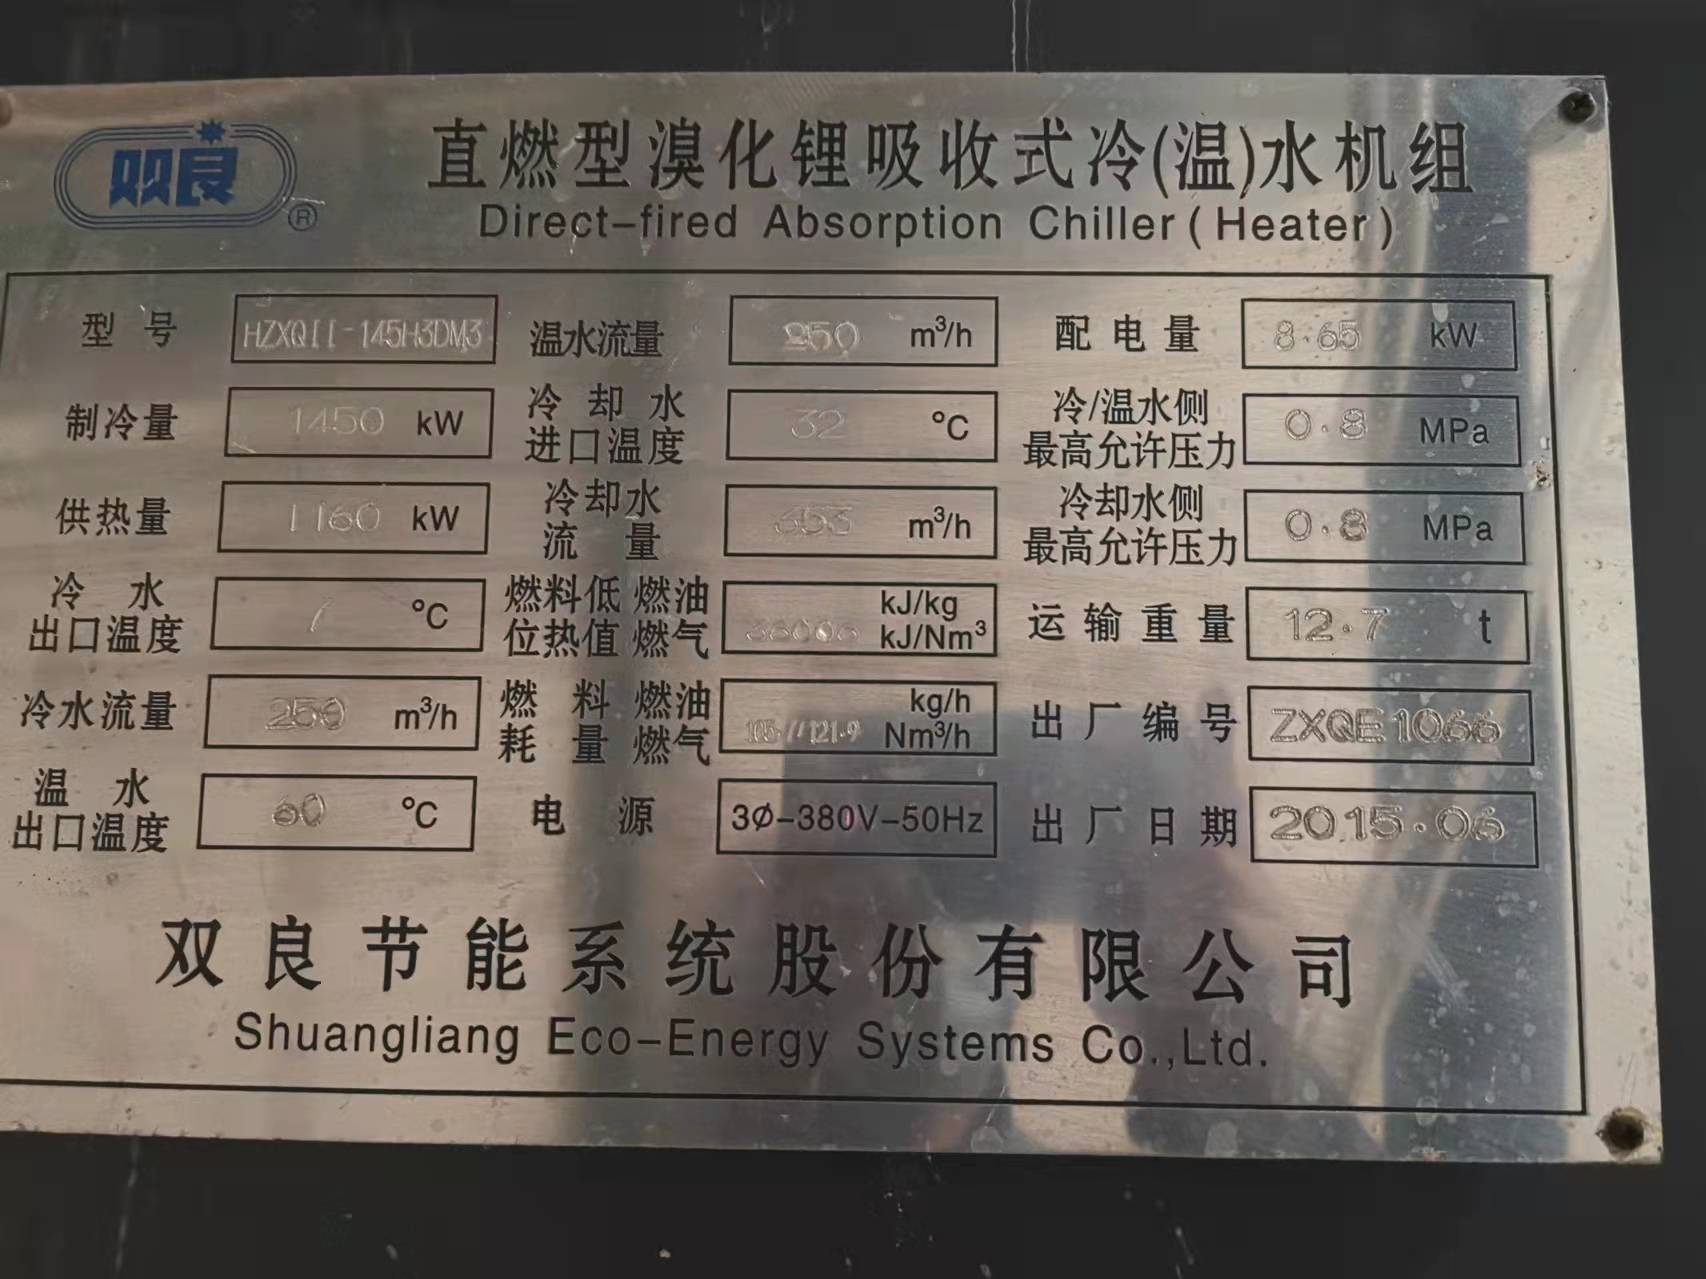 双良®
直燃型溴化锂吸收式冷(温)水机组
Direct-fired Absorption Chiller (Heater)
型号 HZXQII-145H3DM3 温水流量 250 m³/h 配电量 8.65 kW
制冷量 1450 kW 冷却水进口温度 32 °C 冷/温水侧最高允许压力 0.8 MPa
供热量 1160 kW 冷却水流量 353 m³/h 冷却水侧最高允许压力 0.8 MPa
冷水出口温度 7 °C 燃料低位热值 燃油 kJ/kg 燃气 kJ/Nm³ 运输重量 12.7 t
冷水流量 250 m³/h 燃料耗量 燃油 kg/h 燃气 Nm³/h 出厂编号 ZXQE1066
温水出口温度 60 °C 电源 3Ø-380V-50Hz 出厂日期 2015.06
双良节能系统股份有限公司
Shuangliang Eco-Energy Systems Co.,Ltd.